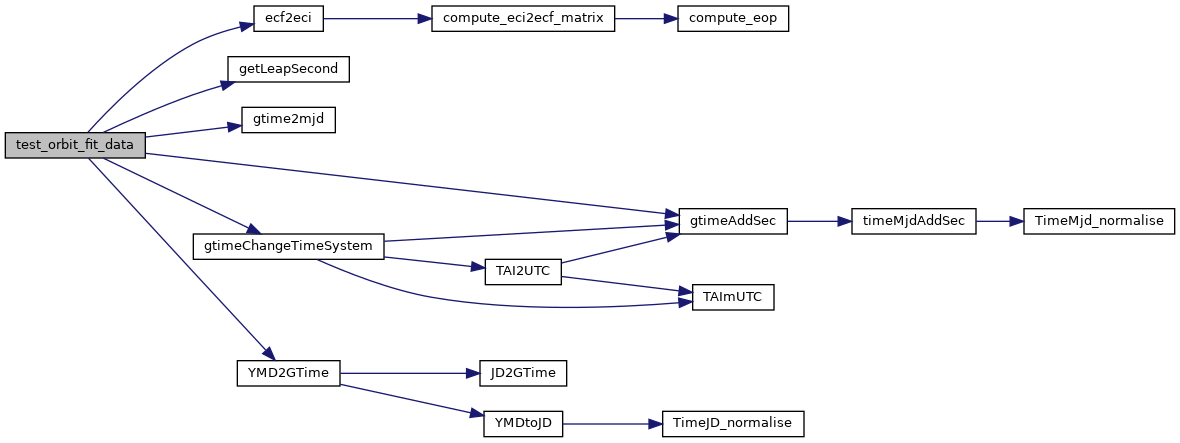 ecf2eci
compute_eci2ecf_matrix
compute_eop
getLeapSecond
gtime2mjd
test_orbit_fit_data
gtimeAddSec
timeMjdAddSec
TimeMjd_normalise
gtimeChangeTimeSystem
TAI2UTC
TAImUTC
YMD2GTime
JD2GTime
YMDtoJD
TimeJD_normalise